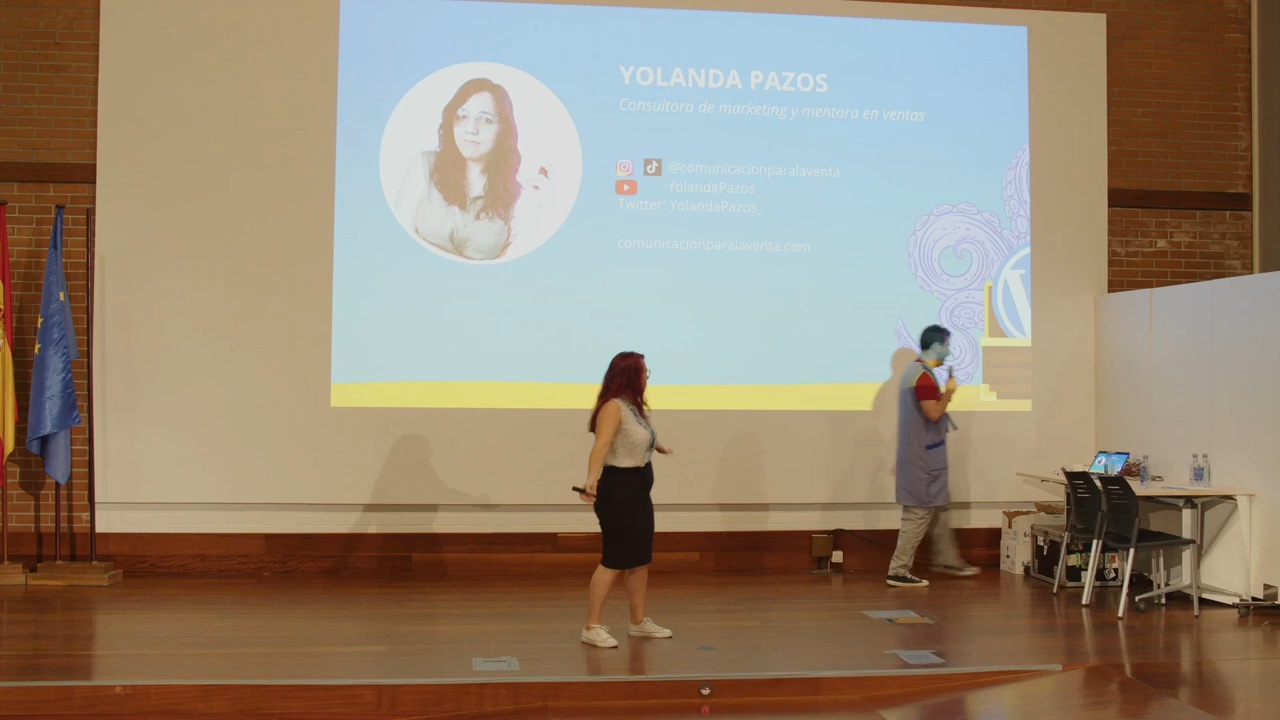 YOLANDA PAZOS
Consultora de marketing y mentora en ventas
@comunicacionparalaventa
YolandaPazos
Twitter: YolandaPazos_
comunicacionparalaventa.com